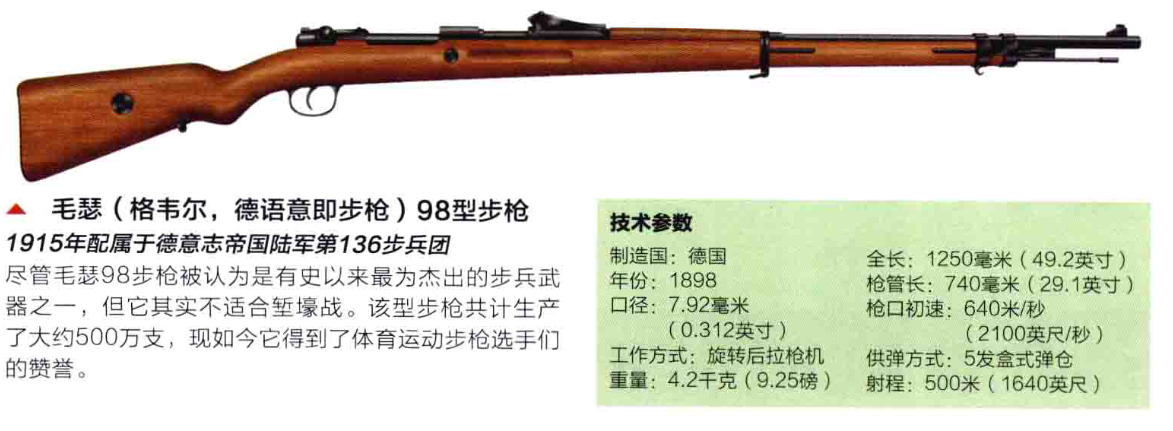 毛瑟（格韦尔，德语意即步枪）98型步枪
1915年配属于德意志帝国陆军第136步兵团
尽管毛瑟98步枪被认为是有史以来最为杰出的步兵武
器之一，但它其实不适合堑壕战。该型步枪共计生产
了大约500万支，现如今它得到了体育运动步枪选手们
的赞誉。
技术参数
制造国：德国
年份：1898
口径：7.92毫米
（0.312英寸）
工作方式：旋转后拉枪机
重量：4.2千克（9.25磅）
全长：1250毫米（49.2英寸）
枪管长：740毫米（29.1英寸）
枪口初速：640米/秒
（2100英尺/秒）
供弹方式：5发盒式弹仓
射程：500米（1640英尺）